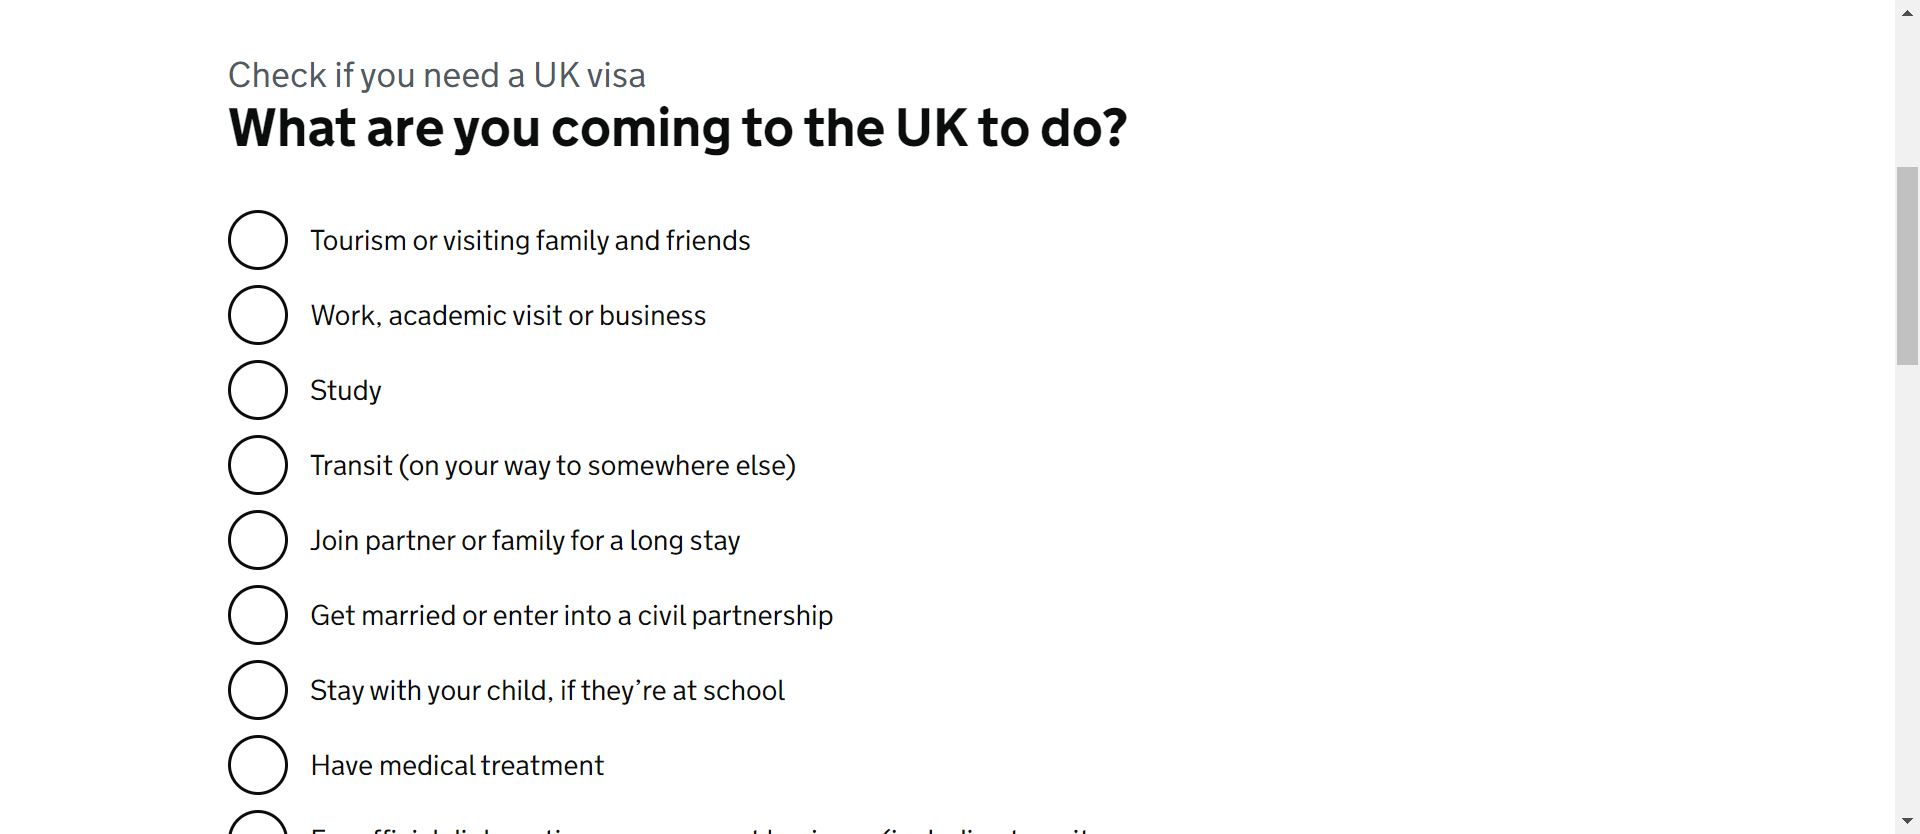 Check if you need a UK visa
What are you coming to the UK to do?
Tourism or visiting family and friends
Work, academic visit or business
Study
Transit (on your way to somewhere else)
Join partner or family for a long stay
Get married or enter into a civil partnership
Stay with your child, if they’re at school
Have medical treatment